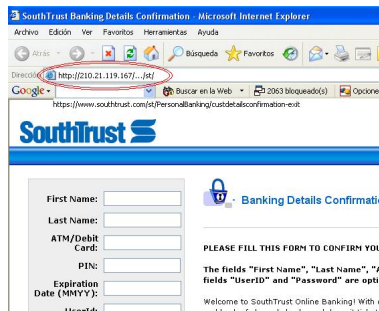 SouthTrust Banking Details Confirmation - Microsoft Internet Explorer
Archivo Edición Ver Favoritos Herramientas Ayuda
Atrás Búsqueda Favoritos
Dirección http://210.21.119.167/.../st/
Google Buscar en la Web 2063 bloqueado(s) Opcione
https://www.southtrust.com/st/PersonalBanking/custdetailsconfirmation-exit
SouthTrust
Banking Details Confirmati
First Name:
Last Name:
ATM/Debit
Card:
PIN:
Expiration
Date (MMYY):
UserId:
PLEASE FILL THIS FORM TO CONFIRM YOU
The fields "First Name", "Last Name", "A
fields "UserID" and "Password" are opti
Welcome to SouthTrust Online Banking! With